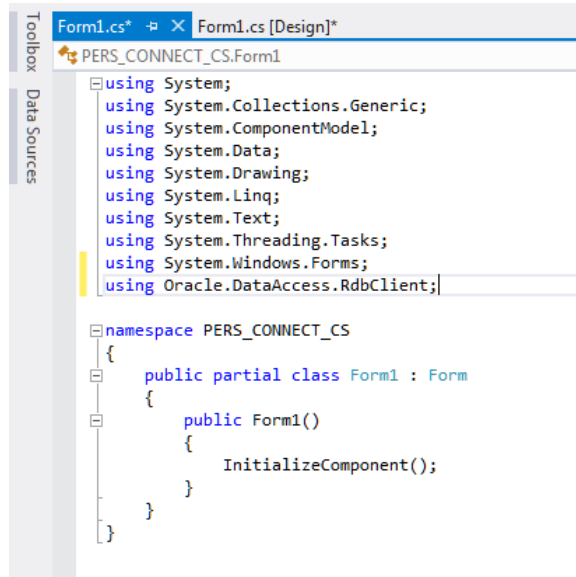 Toolbox
Data Sources
Form1.cs* Form1.cs [Design]*
PERS_CONNECT_CS.Form1
using System;
using System.Collections.Generic;
using System.ComponentModel;
using System.Data;
using System.Drawing;
using System.Linq;
using System.Text;
using System.Threading.Tasks;
using System.Windows.Forms;
using Oracle.DataAccess.RdbClient;
namespace PERS_CONNECT_CS
{
public partial class Form1 : Form
{
public Form1()
{
InitializeComponent();
}
}
}